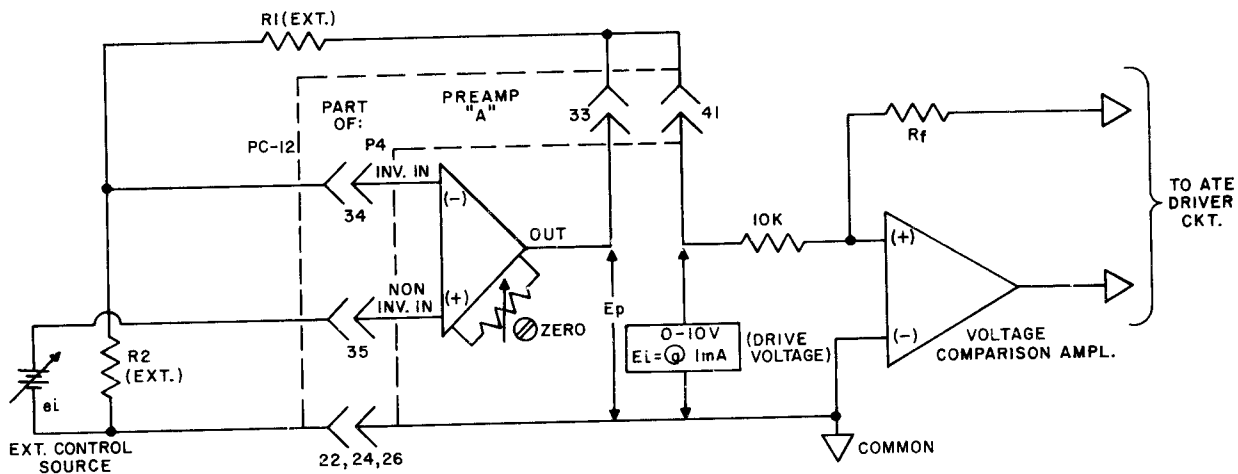 R1(EXT.)
PREAMP
"A"
PART
OF:
PC-12
P4
33
41
Rf
INV. IN
(-)
34
OUT
10K
TO ATE
DRIVER
CKT.
NON
INV. IN
(+)
35
ZERO
Ep
0-10V
Ei=@ 1mA
(DRIVE
VOLTAGE)
(+)
(-)
VOLTAGE
COMPARISON AMPL.
R2
(EXT.)
ei
EXT. CONTROL
SOURCE
22, 24, 26
COMMON